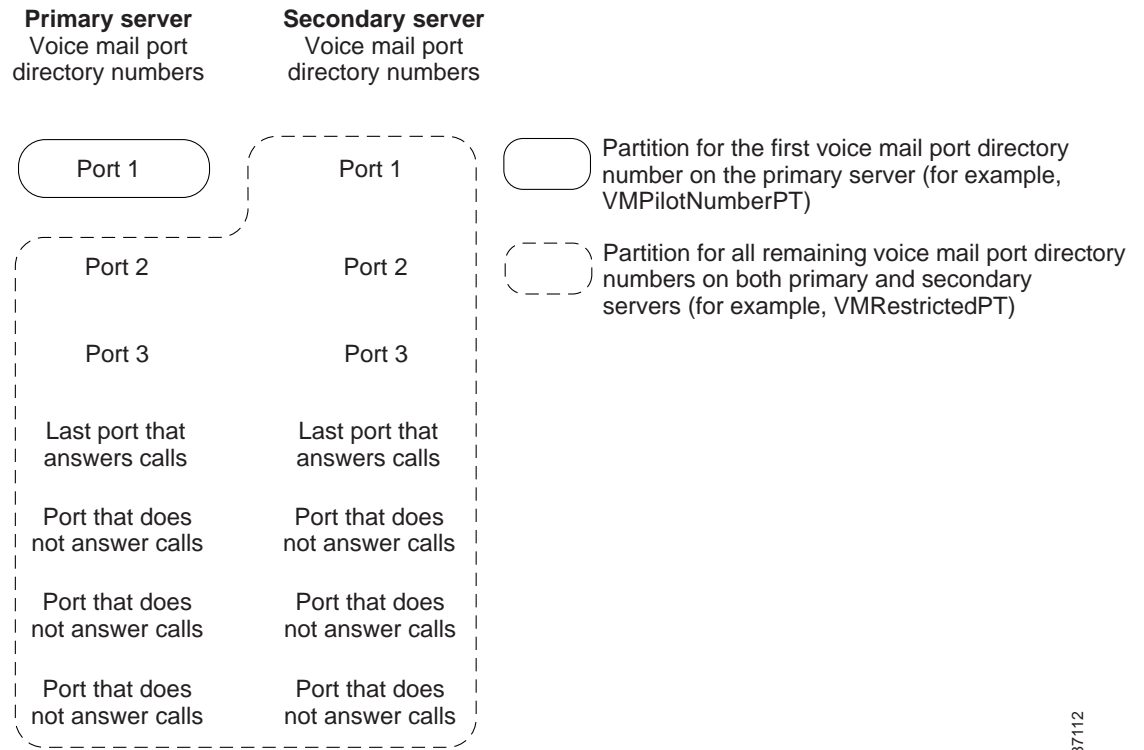 Primary server
Voice mail port
directory numbers
Secondary server
Voice mail port
directory numbers
Port 1
Port 1
Partition for the first voice mail port directory
number on the primary server (for example,
VMPilotNumberPT)
Port 2
Port 2
Partition for all remaining voice mail port directory
numbers on both primary and secondary
servers (for example, VMRestrictedPT)
Port 3
Port 3
Last port that
answers calls
Last port that
answers calls
Port that does
not answer calls
Port that does
not answer calls
Port that does
not answer calls
Port that does
not answer calls
Port that does
not answer calls
Port that does
not answer calls